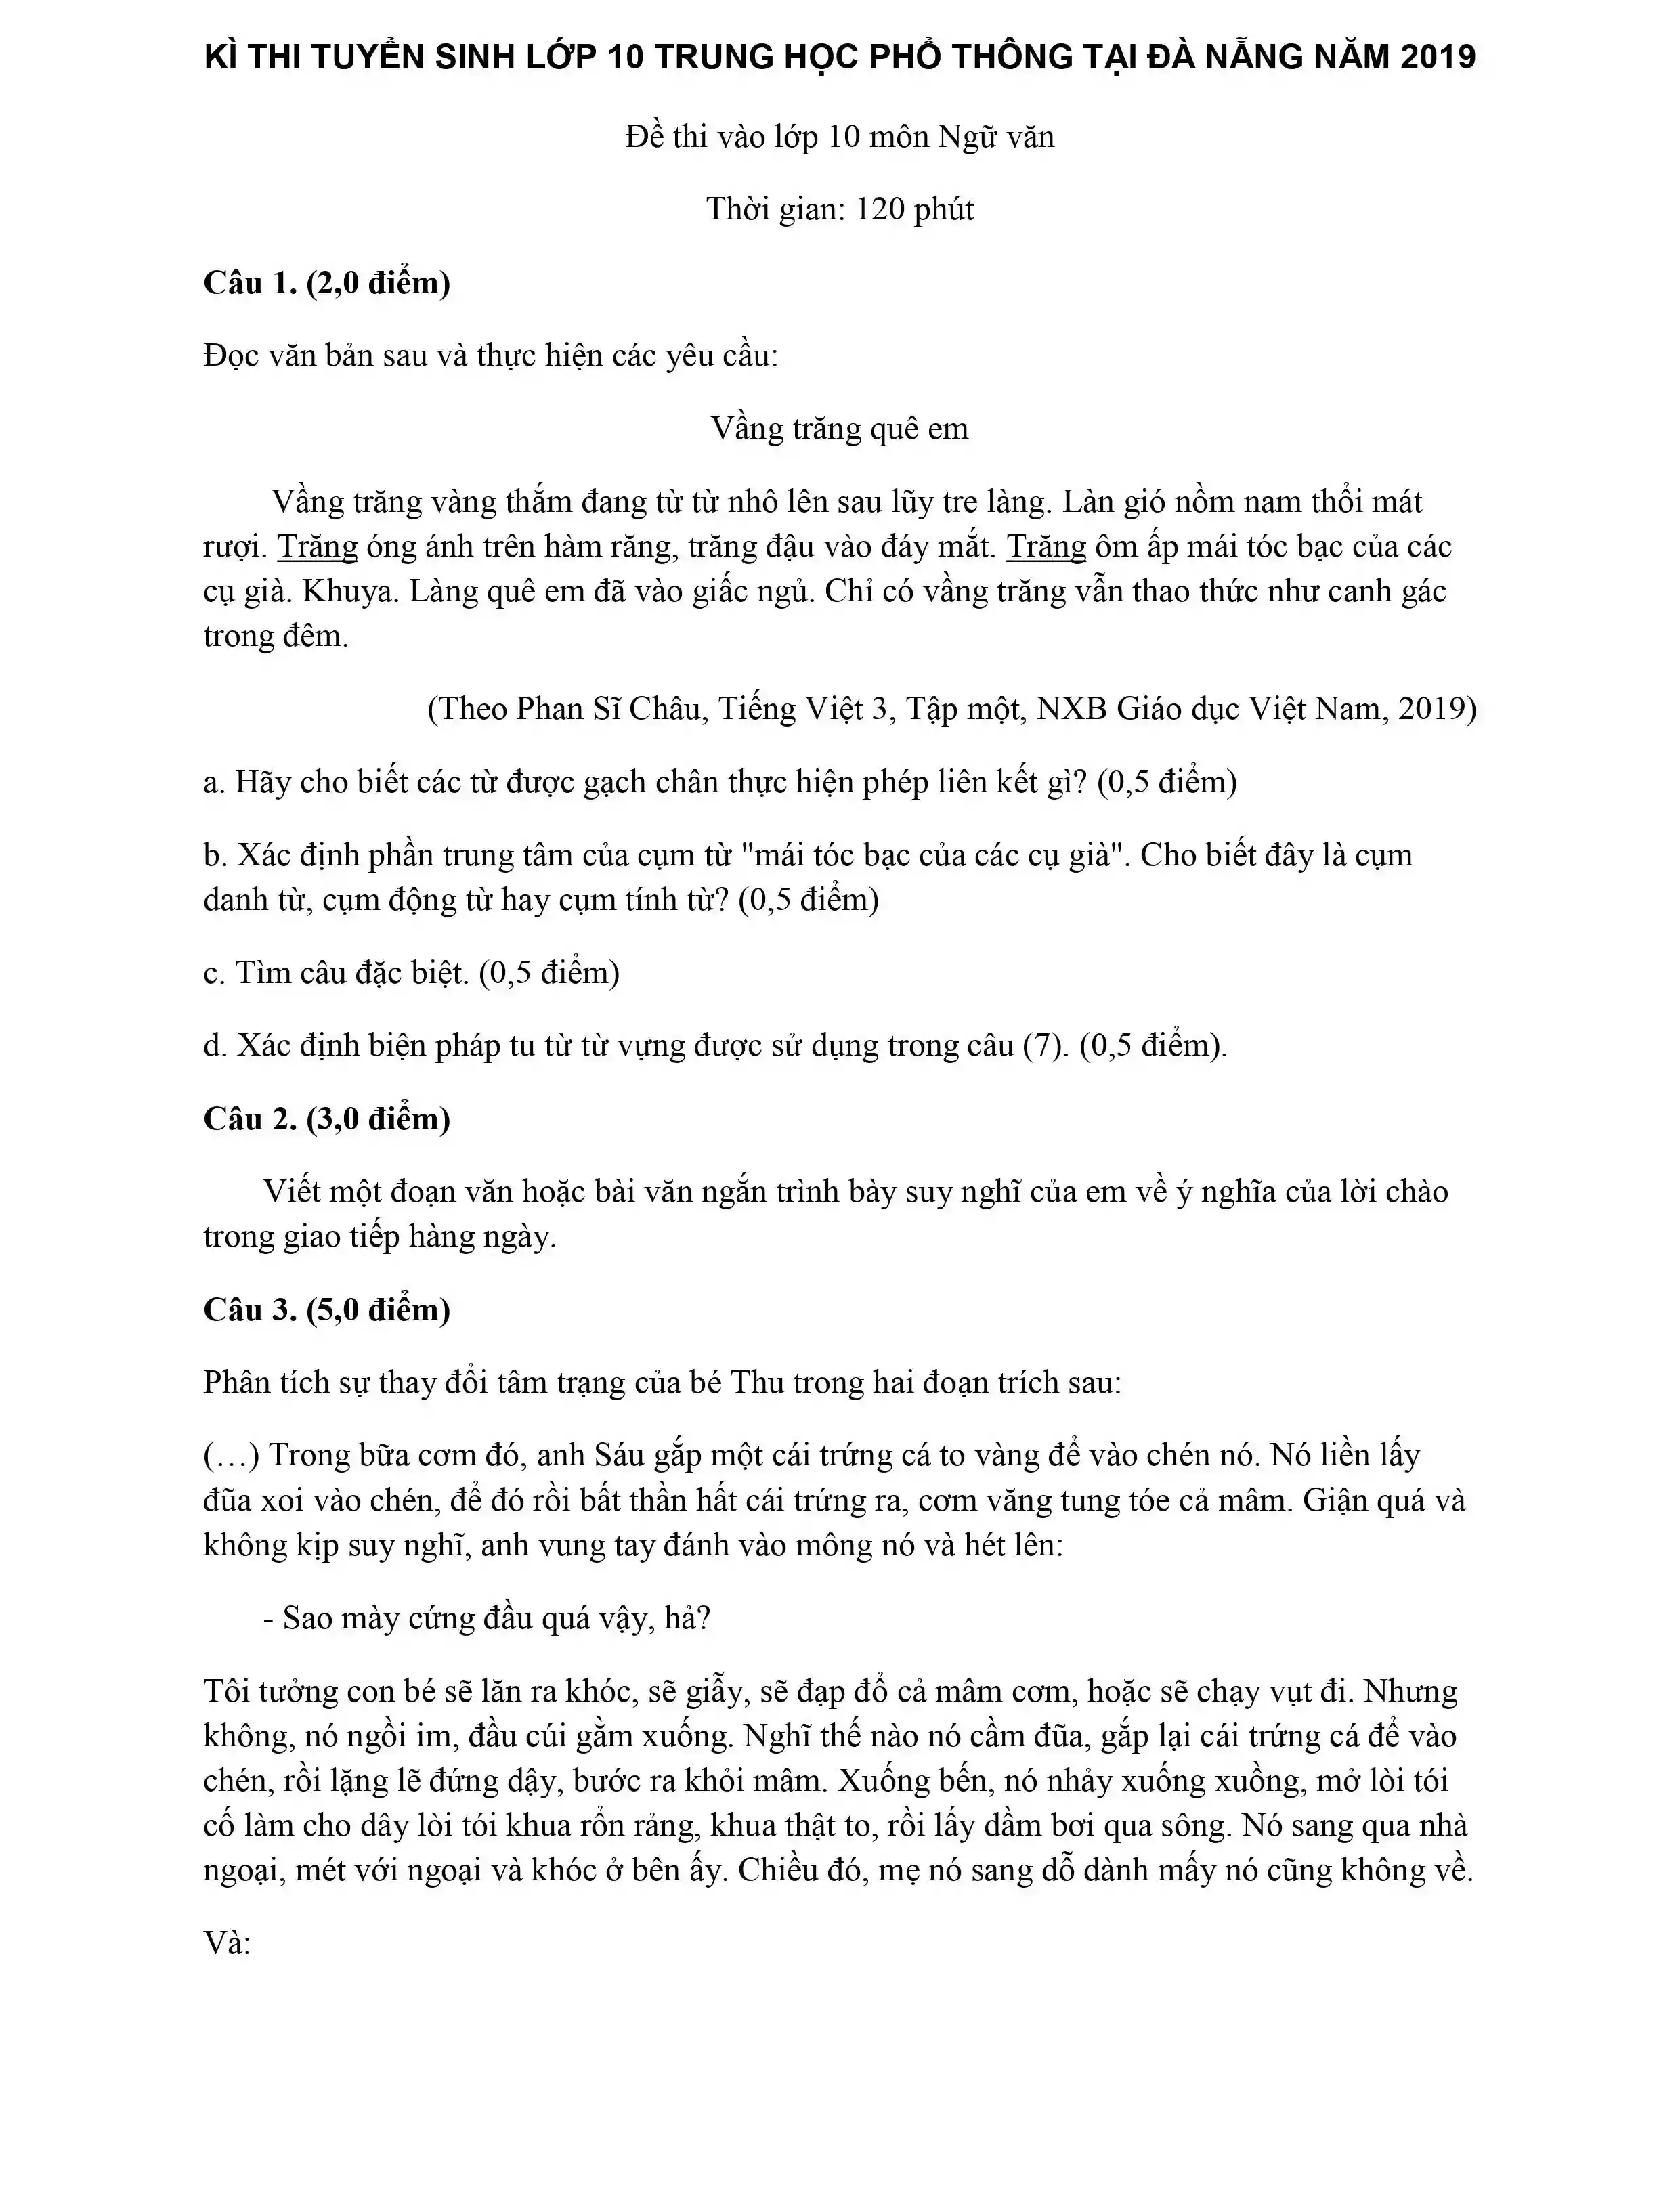 KÌ THI TUYỂN SINH LỚP 10 TRUNG HỌC PHỔ THÔNG TẠI ĐÀ NẴNG NĂM 2019
Đề thi vào lớp 10 môn Ngữ văn
Thời gian: 120 phút
Câu 1. (2,0 điểm)
Đọc văn bản sau và thực hiện các yêu cầu:
Vầng trăng quê em
Vầng trăng vàng thắm đang từ từ nhô lên sau lũy tre làng. Làn gió nồm nam thổi mát
rượi. Trăng óng ánh trên hàm răng, trăng đậu vào đáy mắt. Trăng ôm ấp mái tóc bạc của các
cụ già. Khuya. Làng quê em đã vào giấc ngủ. Chỉ có vầng trăng vẫn thao thức như canh gác
trong đêm.
(Theo Phan Sĩ Châu, Tiếng Việt 3, Tập một, NXB Giáo dục Việt Nam, 2019)
a. Hãy cho biết các từ được gạch chân thực hiện phép liên kết gì? (0,5 điểm)
b. Xác định phần trung tâm của cụm từ "mái tóc bạc của các cụ già". Cho biết đây là cụm
danh từ, cụm động từ hay cụm tính từ? (0,5 điểm)
c. Tìm câu đặc biệt. (0,5 điểm)
d. Xác định biện pháp tu từ từ vựng được sử dụng trong câu (7). (0,5 điểm).
Câu 2. (3,0 điểm)
Viết một đoạn văn hoặc bài văn ngắn trình bày suy nghĩ của em về ý nghĩa của lời chào
trong giao tiếp hàng ngày.
Câu 3. (5,0 điểm)
Phân tích sự thay đổi tâm trạng của bé Thu trong hai đoạn trích sau:
(…) Trong bữa cơm đó, anh Sáu gắp một cái trứng cá to vàng để vào chén nó. Nó liền lấy
đũa xoi vào chén, để đó rồi bất thần hất cái trứng ra, cơm văng tung tóe cả mâm. Giận quá và
không kịp suy nghĩ, anh vung tay đánh vào mông nó và hét lên:
- Sao mày cứng đầu quá vậy, hả?
Tôi tưởng con bé sẽ lăn ra khóc, sẽ giẫy, sẽ đạp đổ cả mâm cơm, hoặc sẽ chạy vụt đi. Nhưng
không, nó ngồi im, đầu cúi gằm xuống. Nghĩ thế nào nó cầm đũa, gắp lại cái trứng cá để vào
chén, rồi lặng lẽ đứng dậy, bước ra khỏi mâm. Xuống bến, nó nhảy xuống xuồng, mở lòi tói
cố làm cho dây lòi tói khua rổn rảng, khua thật to, rồi lấy dầm bơi qua sông. Nó sang qua nhà
ngoại, mét với ngoại và khóc ở bên ấy. Chiều đó, mẹ nó sang dỗ dành mấy nó cũng không về.
Và: